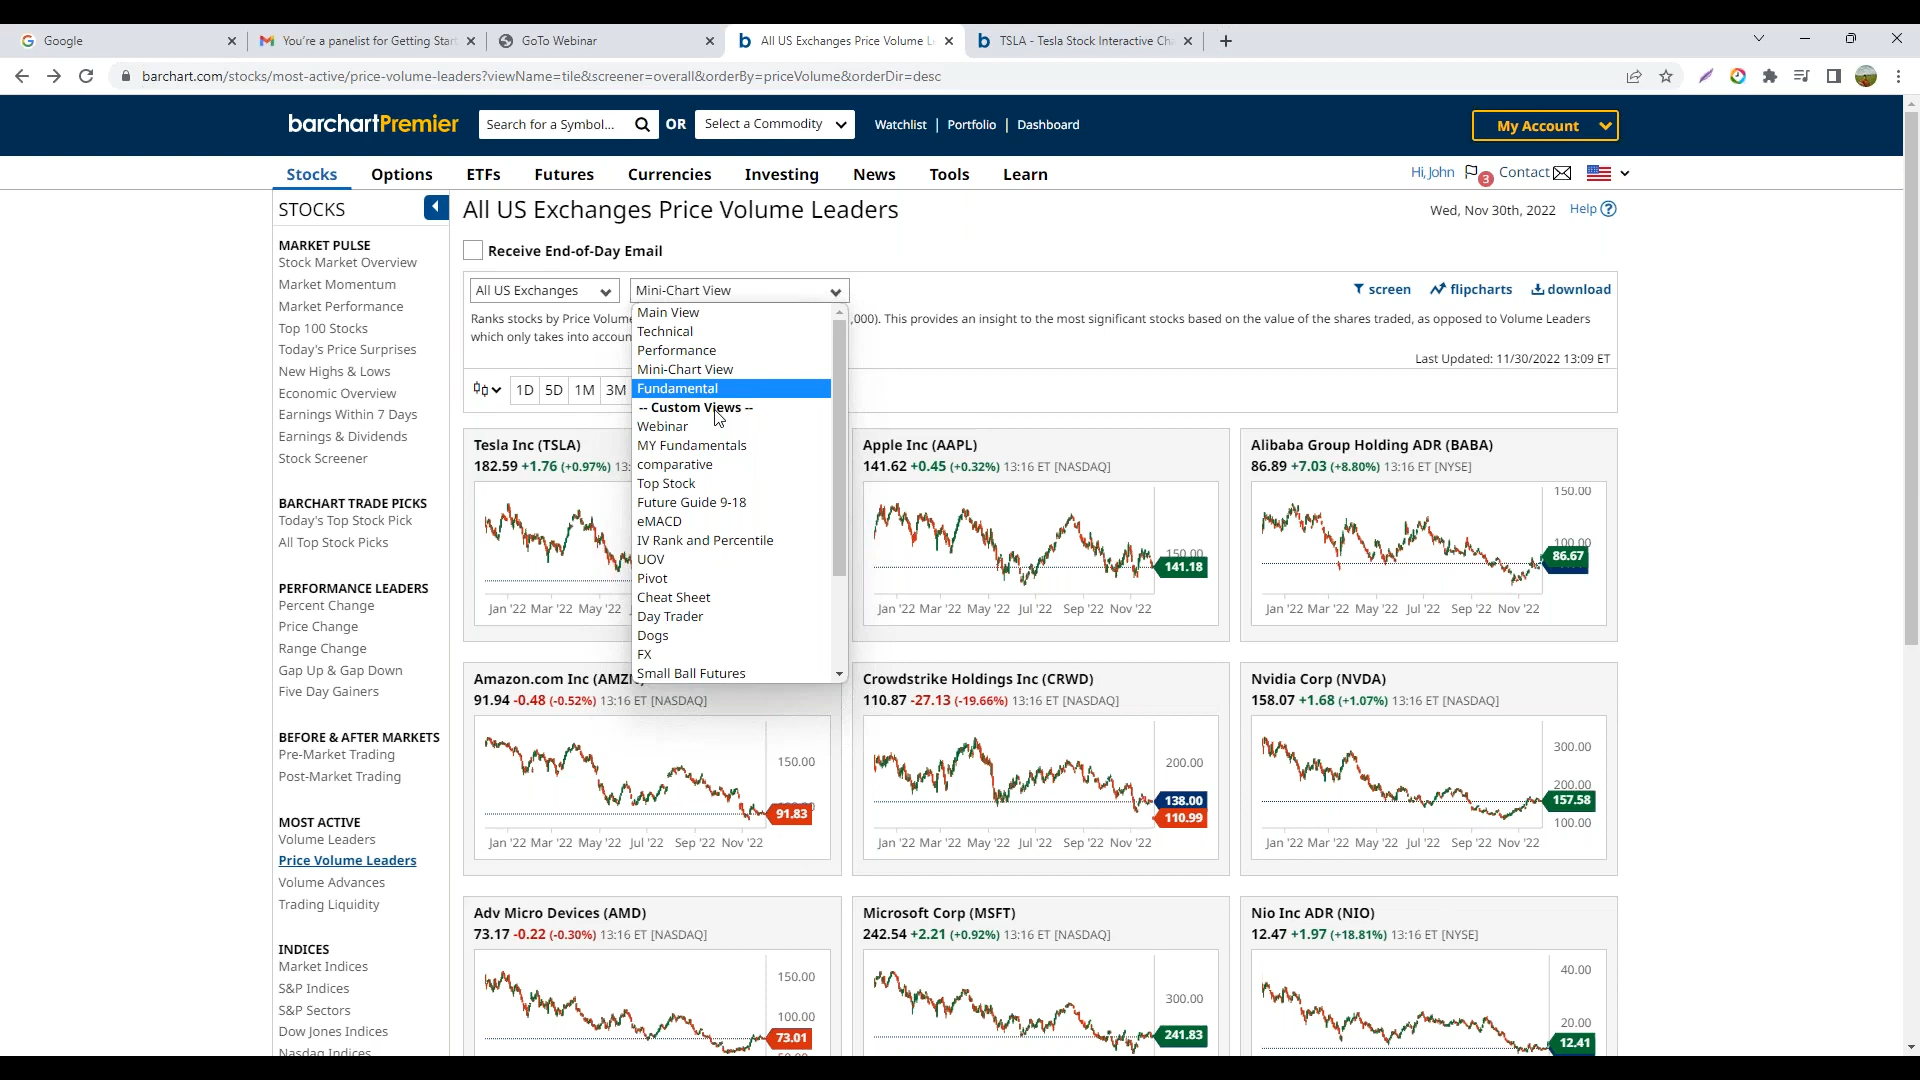 Google
You're a panelist for Getting Star
GoTo Webinar
All US Exchanges Price Volume L
TSLA - Tesla Stock Interactive Cha
barchart.com/stocks/most-active/price-volume-leaders?viewName=tile&screener=overall&orderBy=priceVolume&orderDir=desc
barchartPremier
Search for a Symbol...
OR
Select a Commodity
Watchlist | Portfolio | Dashboard
My Account
Stocks Options ETFs Futures Currencies Investing News Tools Learn
Hi, John 3 Contact
STOCKS
All US Exchanges Price Volume Leaders
Wed, Nov 30th, 2022 Help ?
Receive End-of-Day Email
All US Exchanges
Mini-Chart View
screen flipcharts download
Ranks stocks by Price Volume
,000). This provides an insight to the most significant stocks based on the value of the shares traded, as opposed to Volume Leaders
which only takes into accoun
Last Updated: 11/30/2022 13:09 ET
1D 5D 1M 3M
Main View
Technical
Performance
Mini-Chart View
Fundamental
-- Custom Views --
Webinar
MY Fundamentals
comparative
Top Stock
Future Guide 9-18
eMACD
IV Rank and Percentile
UOV
Pivot
Cheat Sheet
Day Trader
Dogs
FX
Small Ball Futures
MARKET PULSE
Stock Market Overview
Market Momentum
Market Performance
Top 100 Stocks
Today's Price Surprises
New Highs & Lows
Economic Overview
Earnings Within 7 Days
Earnings & Dividends
Stock Screener
BARCHART TRADE PICKS
Today's Top Stock Pick
All Top Stock Picks
PERFORMANCE LEADERS
Percent Change
Price Change
Range Change
Gap Up & Gap Down
Five Day Gainers
BEFORE & AFTER MARKETS
Pre-Market Trading
Post-Market Trading
MOST ACTIVE
Volume Leaders
Price Volume Leaders
Volume Advances
Trading Liquidity
INDICES
Market Indices
S&P Indices
S&P Sectors
Dow Jones Indices
Nasdaq Indices
Tesla Inc (TSLA)
182.59 +1.76 (+0.97%) 13:
Jan '22 Mar '22 May '22
Apple Inc (AAPL)
141.62 +0.45 (+0.32%) 13:16 ET [NASDAQ]
150.00
141.18
Jan '22 Mar '22 May '22 Jul '22 Sep '22 Nov '22
Alibaba Group Holding ADR (BABA)
86.89 +7.03 (+8.80%) 13:16 ET [NYSE]
150.00
100.00
86.67
Jan '22 Mar '22 May '22 Jul '22 Sep '22 Nov '22
Amazon.com Inc (AMZN)
91.94 -0.48 (-0.52%) 13:16 ET [NASDAQ]
150.00
91.83
Jan '22 Mar '22 May '22 Jul '22 Sep '22 Nov '22
Crowdstrike Holdings Inc (CRWD)
110.87 -27.13 (-19.66%) 13:16 ET [NASDAQ]
200.00
138.00
110.99
Jan '22 Mar '22 May '22 Jul '22 Sep '22 Nov '22
Nvidia Corp (NVDA)
158.07 +1.68 (+1.07%) 13:16 ET [NASDAQ]
300.00
200.00
157.58
100.00
Jan '22 Mar '22 May '22 Jul '22 Sep '22 Nov '22
Adv Micro Devices (AMD)
73.17 -0.22 (-0.30%) 13:16 ET [NASDAQ]
150.00
100.00
73.01
Microsoft Corp (MSFT)
242.54 +2.21 (+0.92%) 13:16 ET [NASDAQ]
300.00
241.83
Nio Inc ADR (NIO)
12.47 +1.97 (+18.81%) 13:16 ET [NYSE]
40.00
20.00
12.41